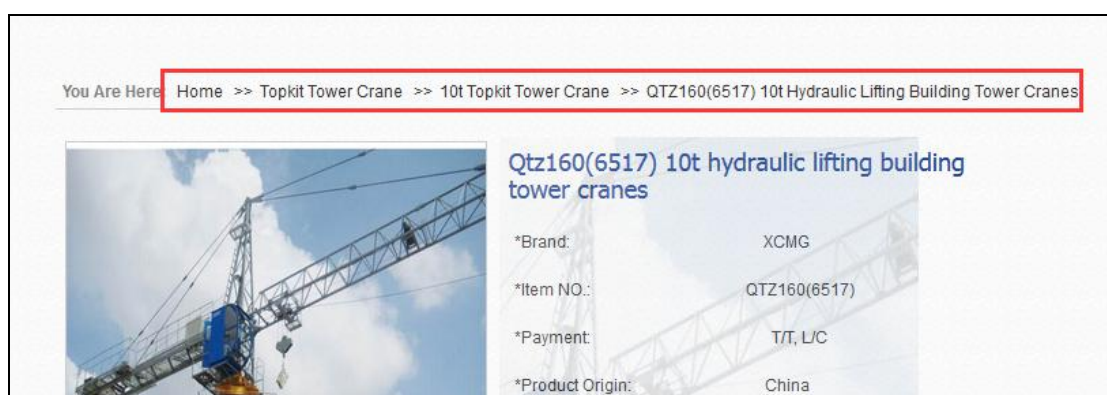 You Are Here: Home >> Topkit Tower Crane >> 10t Topkit Tower Crane >> QTZ160(6517) 10t Hydraulic Lifting Building Tower Cranes
Qtz160(6517) 10t hydraulic lifting building
tower cranes
*Brand: XCMG
*Item NO.: QTZ160(6517)
*Payment: T/T, L/C
*Product Origin: China